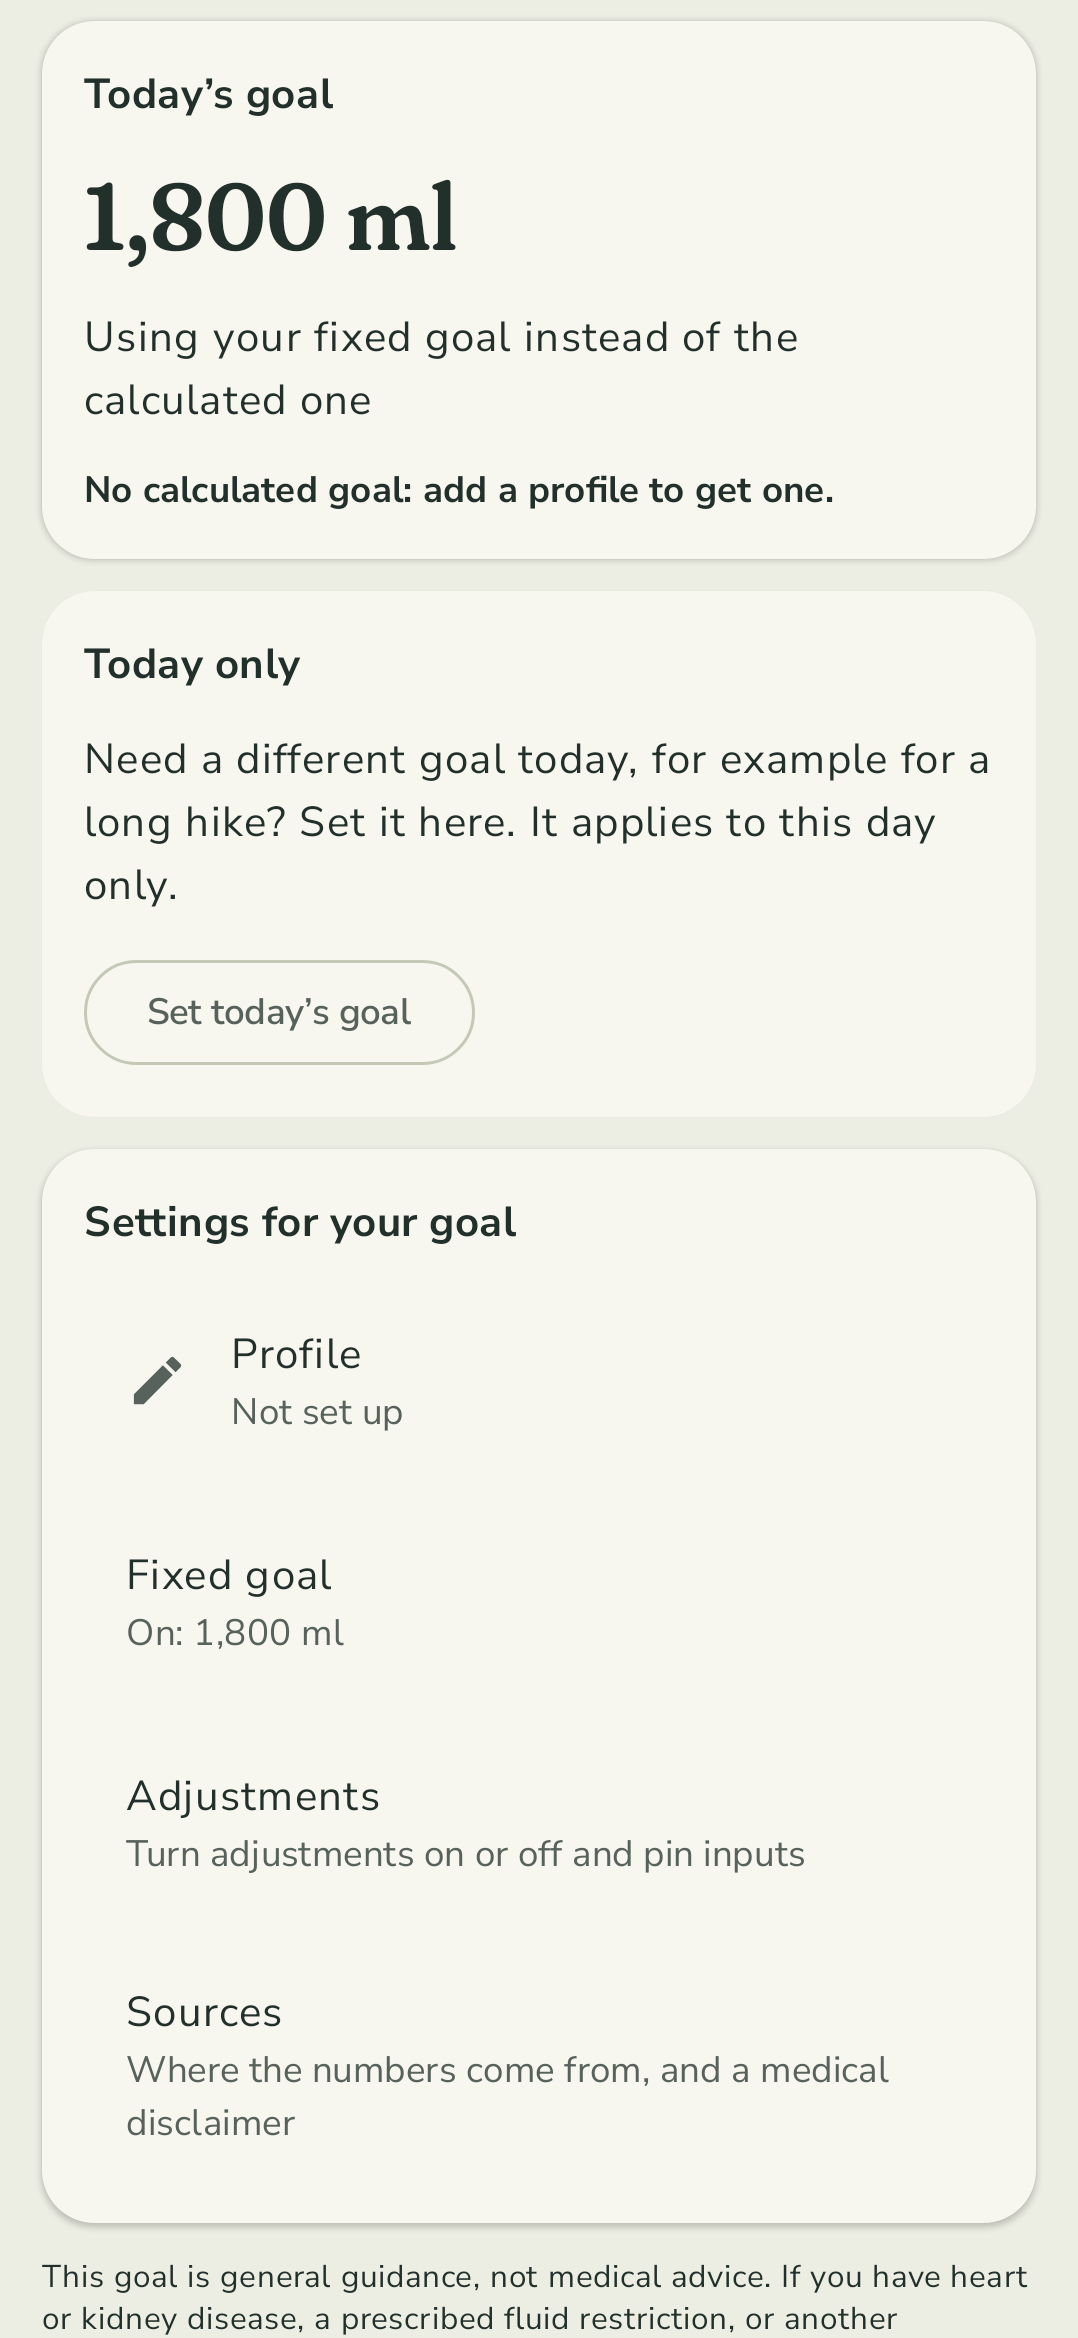 Today’s goal
1,800 ml
Using your fixed goal instead of the
calculated one
No calculated goal: add a profile to get one.
Today only
Need a different goal today, for example for a
long hike? Set it here. It applies to this day
only.
Set today’s goal
Settings for your goal
Profile
Not set up
Fixed goal
On: 1,800 ml
Adjustments
Turn adjustments on or off and pin inputs
Sources
Where the numbers come from, and a medical
disclaimer
This goal is general guidance, not medical advice. If you have heart
or kidney disease, a prescribed fluid restriction, or another